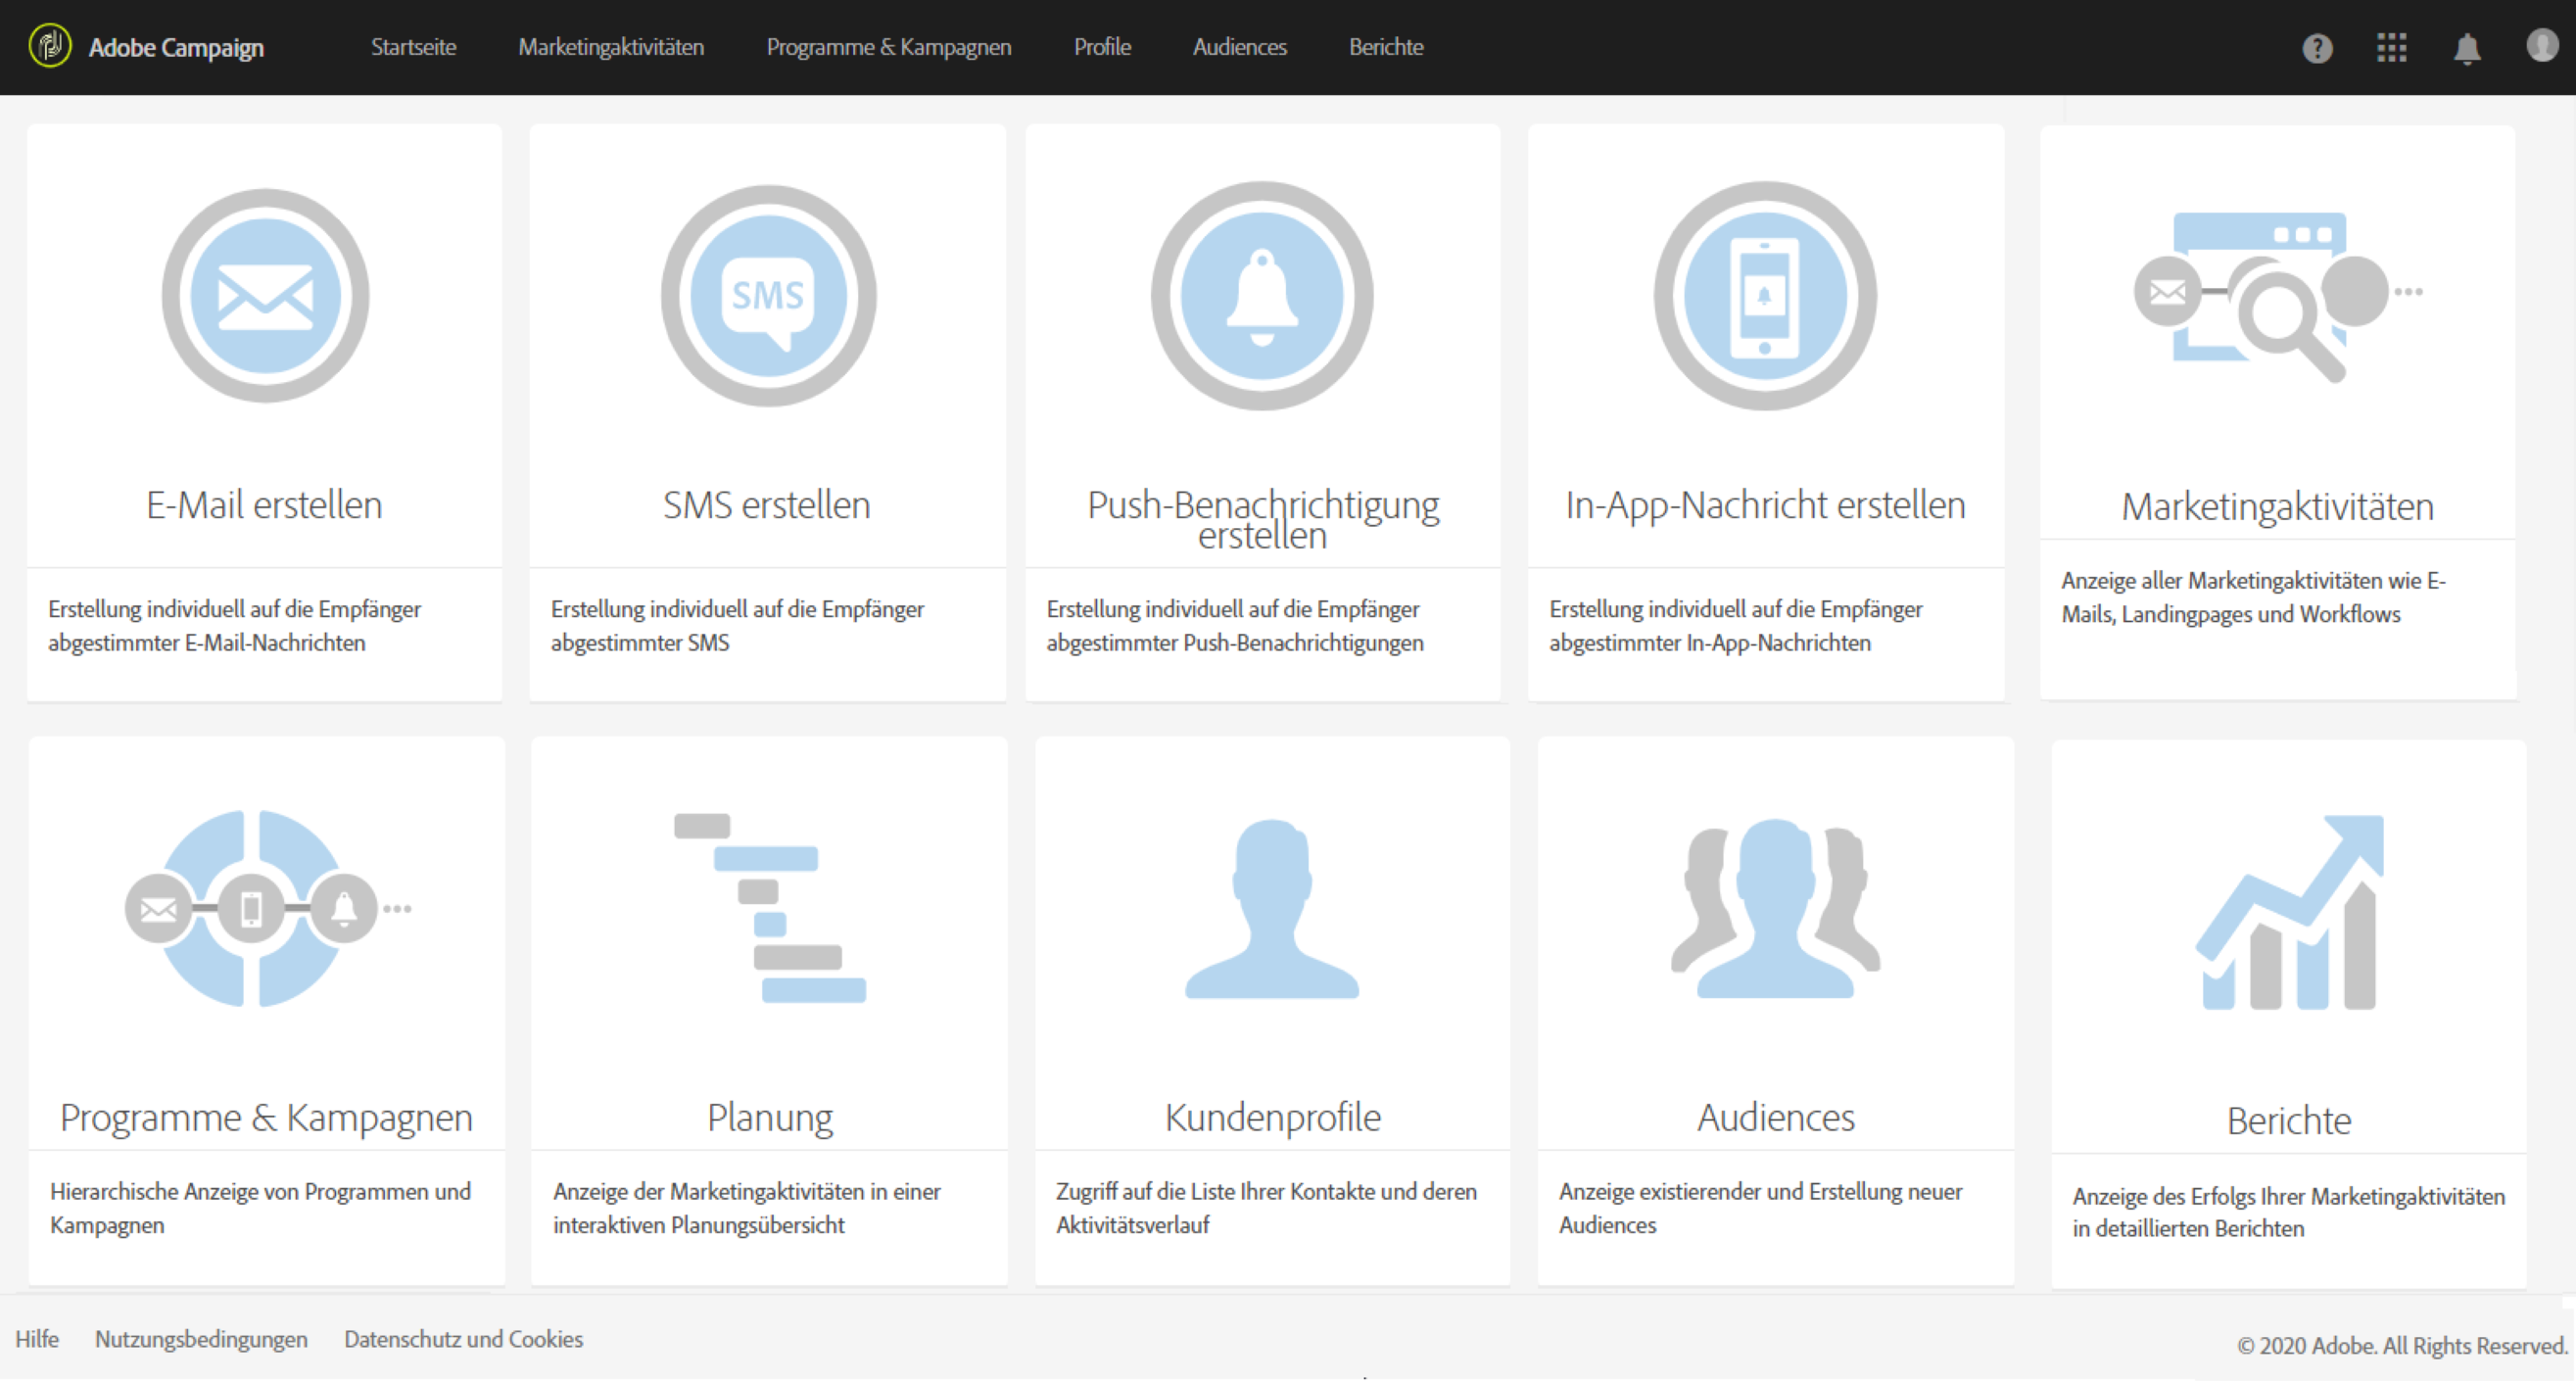 Adobe Campaign
Startseite
Marketingaktivitäten
Programme & Kampagnen
Profile
Audiences
Berichte
?
SMS
E-Mail erstellen
Erstellung individuell auf die Empfänger
abgestimmter E-Mail-Nachrichten
SMS erstellen
Erstellung individuell auf die Empfänger
abgestimmter SMS
Push-Benachrichtigung
erstellen
Erstellung individuell auf die Empfänger
abgestimmter Push-Benachrichtigungen
In-App-Nachricht erstellen
Erstellung individuell auf die Empfänger
abgestimmter In-App-Nachrichten
Marketingaktivitäten
Anzeige aller Marketingaktivitäten wie E-
Mails, Landingpages und Workflows
Programme & Kampagnen
Hierarchische Anzeige von Programmen und
Kampagnen
Planung
Anzeige der Marketingaktivitäten in einer
interaktiven Planungsübersicht
Kundenprofile
Zugriff auf die Liste Ihrer Kontakte und deren
Aktivitätsverlauf
Audiences
Anzeige existierender und Erstellung neuer
Audiences
Berichte
Anzeige des Erfolgs Ihrer Marketingaktivitäten
in detaillierten Berichten
Hilfe
Nutzungsbedingungen
Datenschutz und Cookies
© 2020 Adobe. All Rights Reserved.